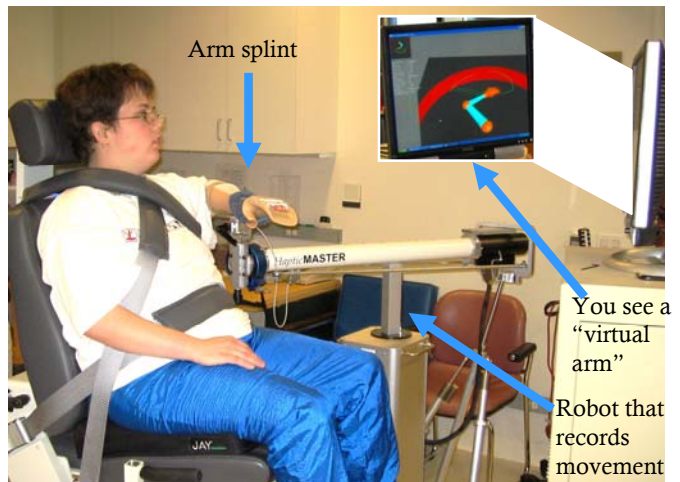 Arm splint
HapticMASTER
You see a
“virtual
arm”
Robot that
records
movement
JAY